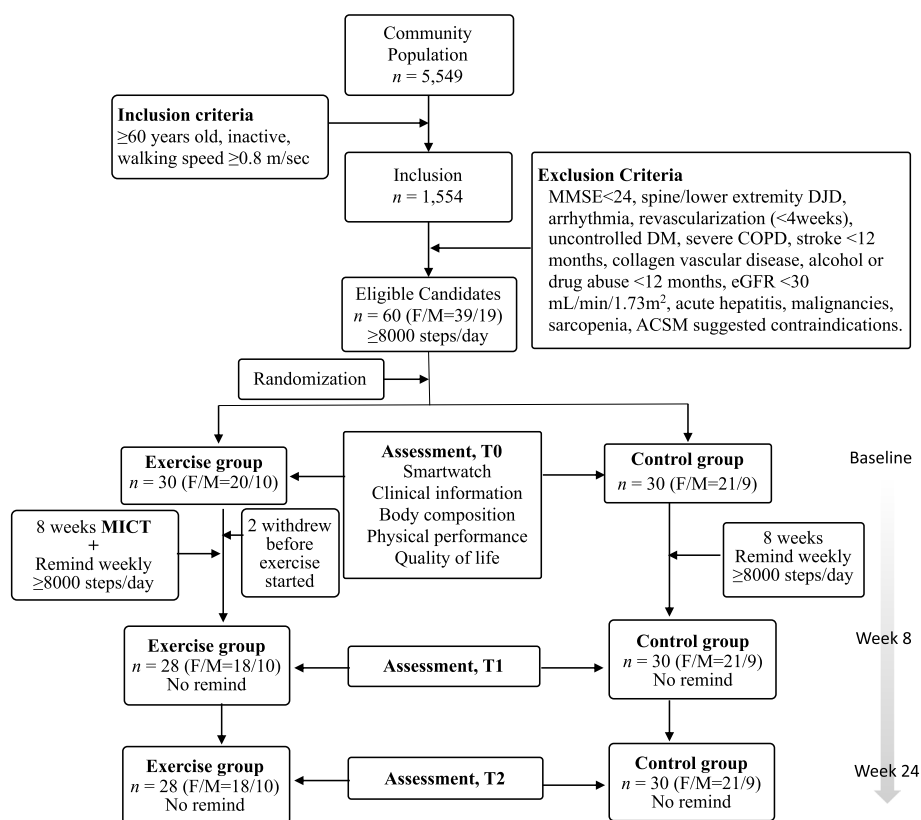 Community
Population
n = 5,549
Inclusion criteria
≥60 years old, inactive,
walking speed ≥0.8 m/sec
Inclusion
n = 1,554
Exclusion Criteria
MMSE<24, spine/lower extremity DJD,
arrhythmia, revascularization (<4weeks),
uncontrolled DM, severe COPD, stroke <12
months, collagen vascular disease, alcohol or
drug abuse <12 months, eGFR <30
mL/min/1.73m², acute hepatitis, malignancies,
sarcopenia, ACSM suggested contraindications.
Eligible Candidates
n = 60 (F/M=39/19)
≥8000 steps/day
Randomization
Exercise group
n = 30 (F/M=20/10)
Assessment, T0
Smartwatch
Clinical information
Body composition
Physical performance
Quality of life
Control group
n = 30 (F/M=21/9)
Baseline
8 weeks MICT
+
Remind weekly
≥8000 steps/day
2 withdrew
before
exercise
started
8 weeks
Remind weekly
≥8000 steps/day
Exercise group
n = 28 (F/M=18/10)
No remind
Assessment, T1
Control group
n = 30 (F/M=21/9)
No remind
Week 8
Exercise group
n = 28 (F/M=18/10)
No remind
Assessment, T2
Control group
n = 30 (F/M=21/9)
No remind
Week 24